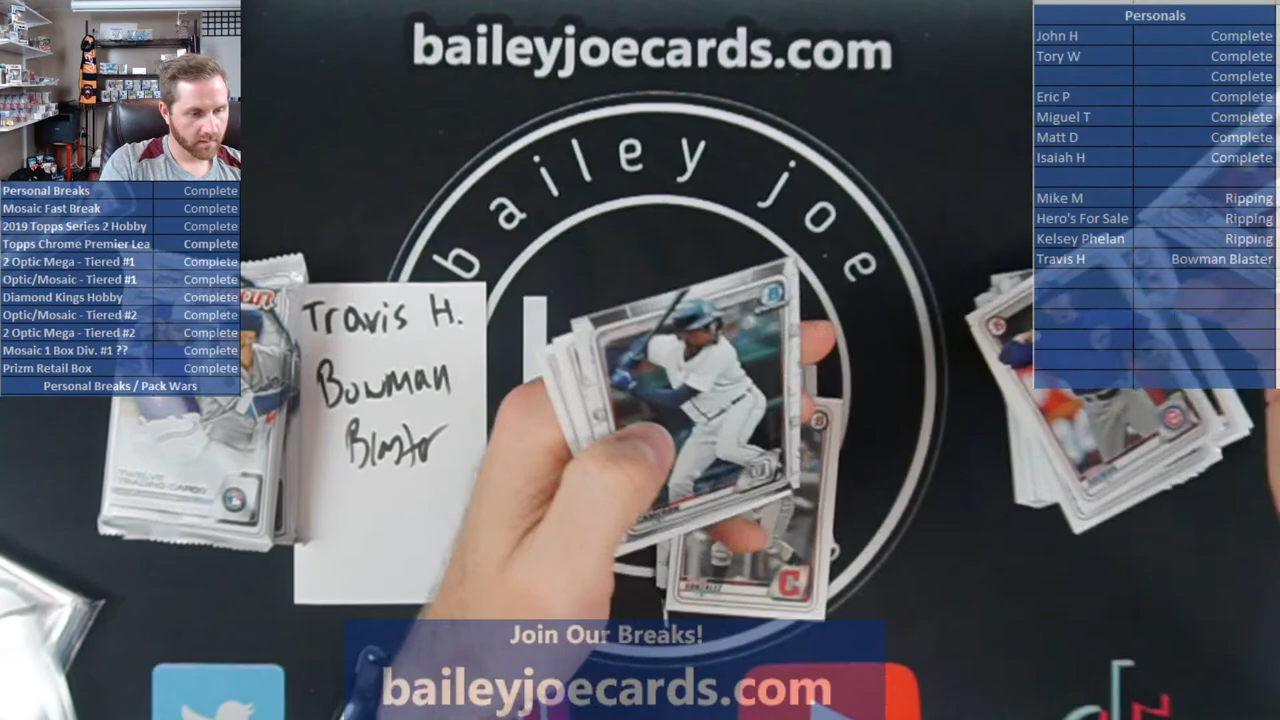 baileyjoecards.com
Personals
John H Complete
Tory W Complete
Complete
Eric P Complete
Miguel T Complete
Matt D Complete
Isaiah H Complete
Mike M Ripping
Hero's For Sale Ripping
Kelsey Phelan Ripping
Travis H Bowman Blaster
Personal Breaks Complete
Mosaic Fast Break Complete
2019 Topps Series 2 Hobby Complete
Topps Chrome Premier Lea Complete
2 Optic Mega - Tiered #1 Complete
Optic/Mosaic - Tiered #1 Complete
Diamond Kings Hobby Complete
Optic/Mosaic - Tiered #2 Complete
2 Optic Mega - Tiered #2 Complete
Mosaic 1 Box Div. #1 ?? Complete
Prizm Retail Box Complete
Personal Breaks / Pack Wars
bailey joe
Travis H.
Bowman
Blaster
TWELVE
TRADING CARDS
GONZALEZ
C
Join Our Breaks!
baileyjoecards.com